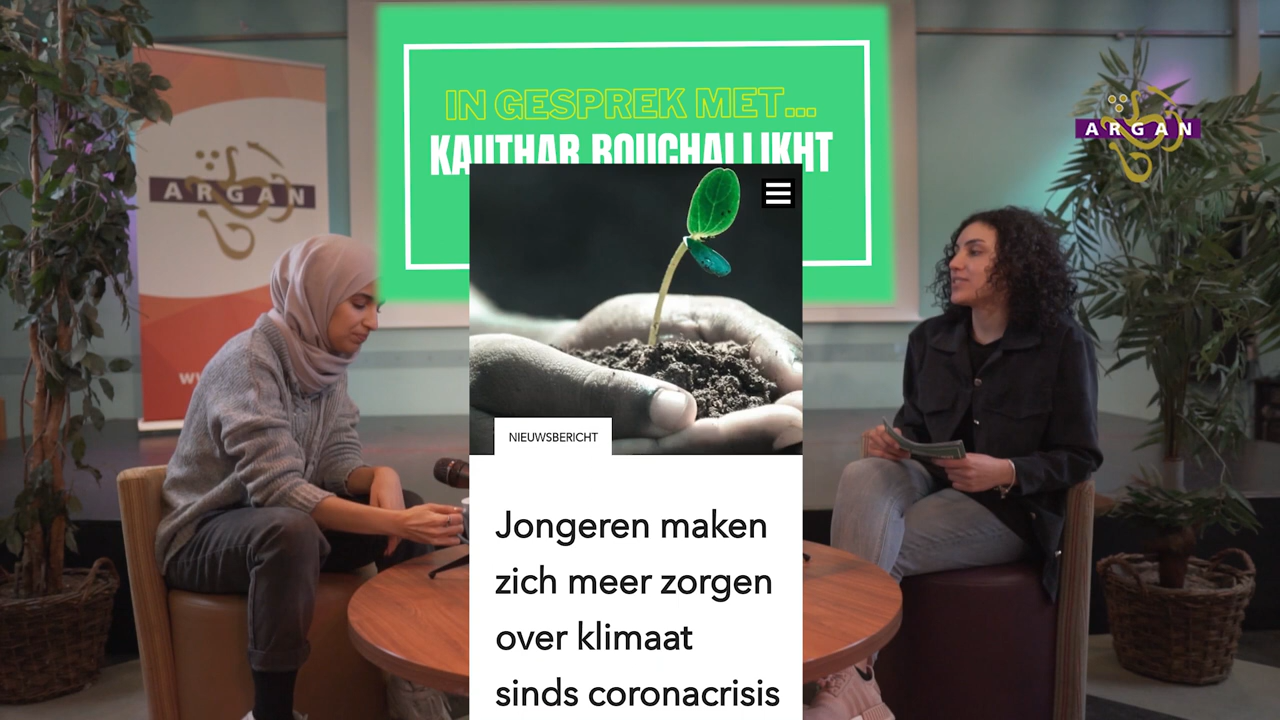 IN GESPREK MET...
KAUTHAR BOUCHALLIKHT
ARGAN
ARGAN
NIEUWSBERICHT
Jongeren maken
zich meer zorgen
over klimaat
sinds coronacrisis